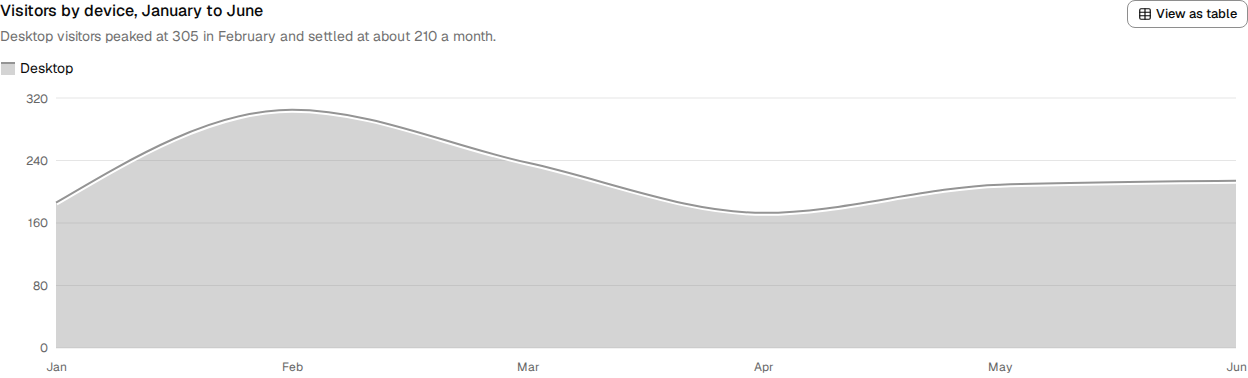 Visitors by device, January to June
View as table
Desktop visitors peaked at 305 in February and settled at about 210 a month.
Desktop
320
240
160
80
0
Jan Feb Mar Apr May Jun